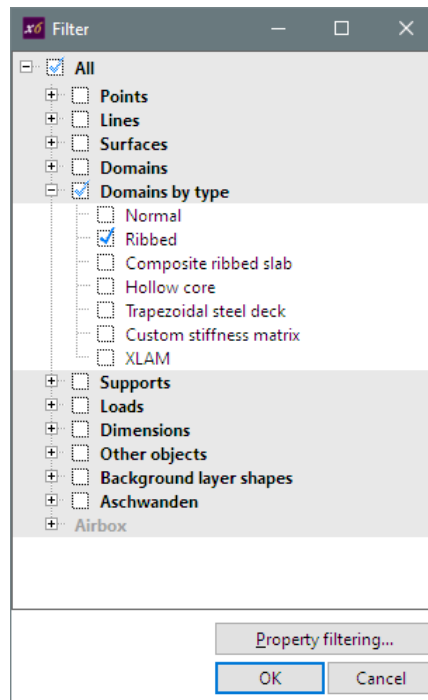 x6 Filter
All
Points
Lines
Surfaces
Domains
Domains by type
Normal
Ribbed
Composite ribbed slab
Hollow core
Trapezoidal steel deck
Custom stiffness matrix
XLAM
Supports
Loads
Dimensions
Other objects
Background layer shapes
Aschwanden
Airbox
Property filtering...
OK Cancel